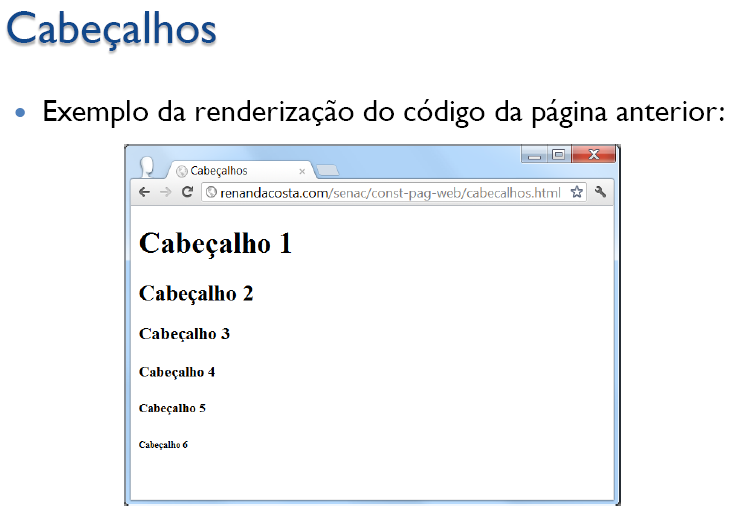 Cabeçalhos
• Exemplo da renderização do código da página anterior:
Cabeçalhos
renandacosta.com/senac/const-pag-web/cabecalhos.html
Cabeçalho 1
Cabeçalho 2
Cabeçalho 3
Cabeçalho 4
Cabeçalho 5
Cabeçalho 6